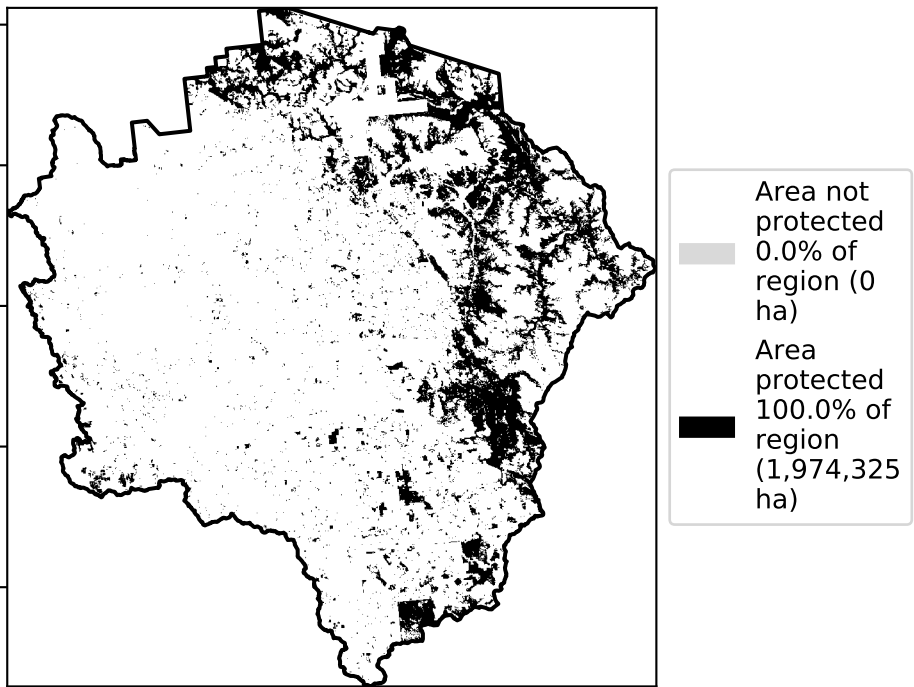 Area not
protected
0.0% of
region (0
ha)
Area
protected
100.0% of
region
(1,974,325
ha)